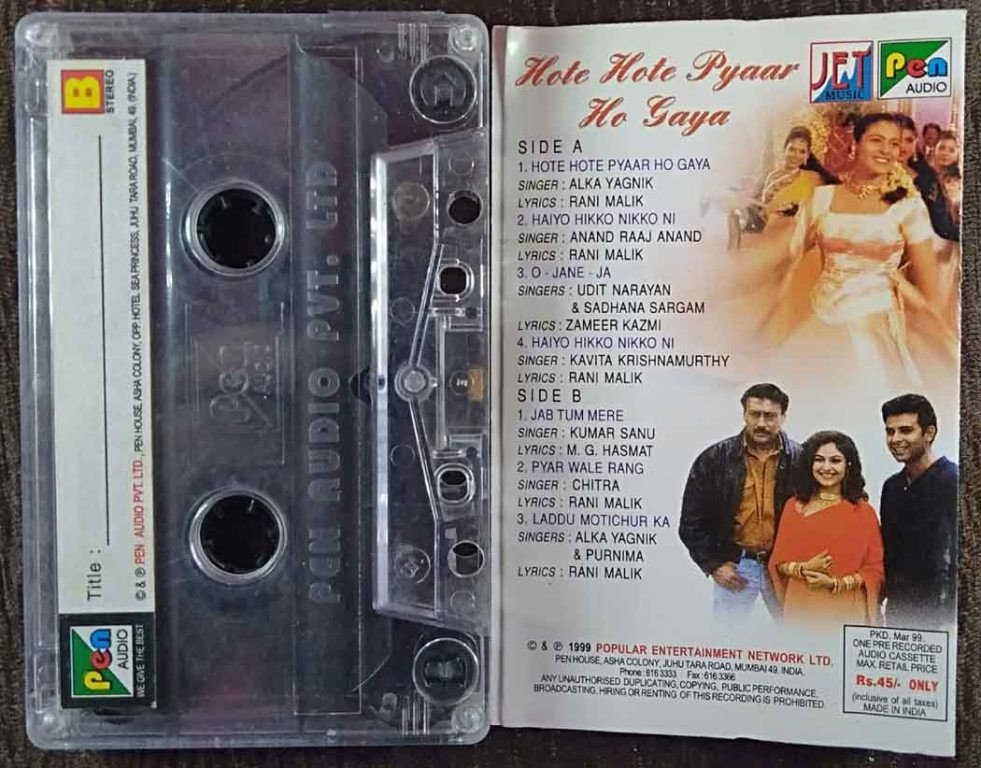 B
STEREO
Title :
© & ℗ PEN AUDIO PVT. LTD., PEN HOUSE, ASHA COLONY, OPP. HOTEL SEA PRINCESS, JUHU TARA ROAD, MUMBAI, 49. (INDIA.)
Pen
AUDIO
WE GIVE THE BEST
PEN AUDIO PVT. LTD
Hote Hote Pyaar
Ho Gaya
JET
MUSIC
Pen
AUDIO
SIDE A
1. HOTE HOTE PYAAR HO GAYA
SINGER : ALKA YAGNIK
LYRICS : RANI MALIK
2. HAIYO HIKKO NIKKO NI
SINGER : ANAND RAAJ ANAND
LYRICS : RANI MALIK
3. O - JANE - JA
SINGERS : UDIT NARAYAN
& SADHANA SARGAM
LYRICS : ZAMEER KAZMI
4. HAIYO HIKKO NIKKO NI
SINGER : KAVITA KRISHNAMURTHY
LYRICS : RANI MALIK
SIDE B
1. JAB TUM MERE
SINGER : KUMAR SANU
LYRICS : M. G. HASMAT
2. PYAR WALE RANG
SINGER : CHITRA
LYRICS : RANI MALIK
3. LADDU MOTICHUR KA
SINGERS : ALKA YAGNIK
& PURNIMA
LYRICS : RANI MALIK
© & ℗ 1999 POPULAR ENTERTAINMENT NETWORK LTD.
PEN HOUSE, ASHA COLONY, JUHU TARA ROAD, MUMBAI 49. INDIA.
Phone : 616 3333 Fax : 616 3366
ANY UNAUTHORISED DUPLICATING, COPYING, PUBLIC PERFORMANCE,
BROADCASTING, HIRING OR RENTING OF THIS RECORDING IS PROHIBITED.
PKD. Mar 99.
ONE PRE RECORDED
AUDIO CASSETTE
MAX. RETAIL PRICE
Rs.45/- ONLY
(inclusive of all taxes)
MADE IN INDIA